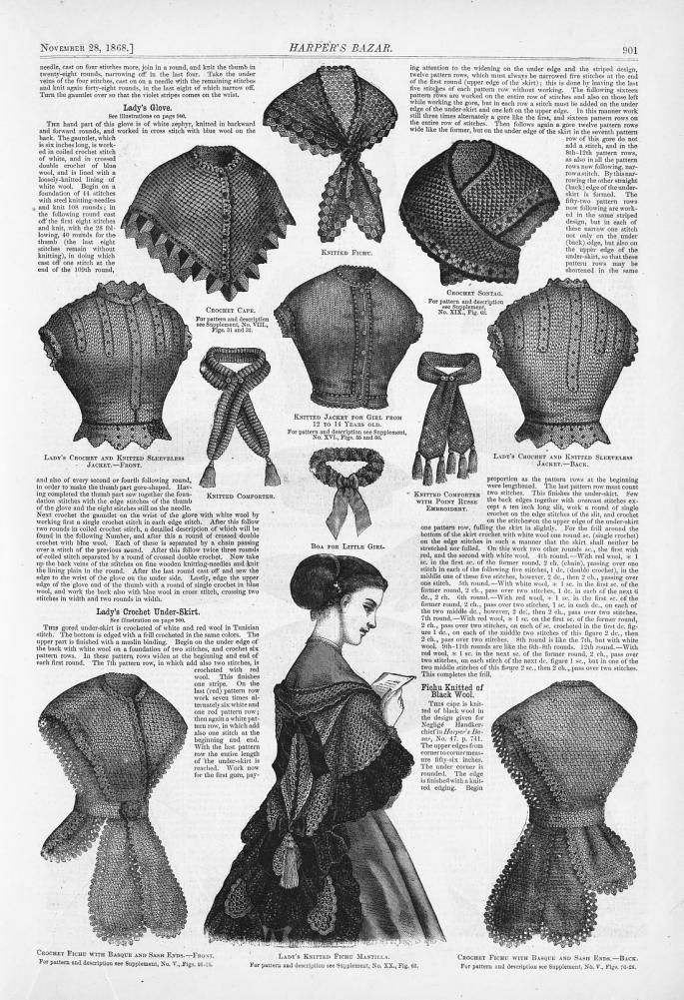 NOVEMBER 28, 1868.]
HARPER'S BAZAR.
901
needle, cast on four stitches more, join in a round, and knit the thumb in
twenty-eight rounds, narrowing off in the last four. Take the under
veins of the four stitches, cast on on a needle with the remaining stitches
and knit again forty-eight rounds, in the last eight of which narrow off.
Turn the gauntlet over so that the violet stripes comes on the wrist.
Lady's Glove.
See illustrations on page 900.
THE hand part of this glove is of white zephyr, knitted in backward
and forward rounds, and worked in cross stitch with blue wool on the
back. The gauntlet, which
is six inches long, is work-
ed in coiled crochet stitch
of white, and in crossed
double crochet of blue
wool, and is lined with a
loosely-knitted lining of
white wool. Begin on a
foundation of 44 stitches
with steel knitting-needles
and knit 108 rounds; in
the following round cast
off the first eight stitches
and knit, with the 28 fol-
lowing, 40 rounds for the
thumb (the last eight
stitches remain without
knitting), in doing which
cast off one stitch at the
end of the 109th round,
and also of every second or fourth following round,
in order to make the thumb part gore-shaped. Hav-
ing completed the thumb part sew together the foun-
dation stitches with the edge stitches of the thumb
of the glove and the eight stitches still on the needle.
Next crochet the gauntlet on the wrist of the glove with white wool by
working first a single crochet stitch in each edge stitch. After this follow
two rounds in coiled crochet stitch, a detailed description of which will be
found in the following Number, and after this a round of crossed double
crochet with blue wool. Each of these is separated by a chain passing
over a stitch of the previous round. After this follow twice three rounds
of coiled stitch separated by a round of crossed double crochet. Now take
up the back veins of the stitches on fine wooden knitting-needles and knit
the lining plain in the round. After the last round cast off and sew the
edge to the wrist of the glove on the under side. Lastly, edge the upper
edge of the glove and of the thumb with a round of single crochet in blue
wool, and work the back also with blue wool in cross stitch, crossing two
stitches in width and two rounds in width.
Lady's Crochet Under-Skirt.
See illustration on page 900.
THIS gored under-skirt is crocheted of white and red wool in Tunisian
stitch. The bottom is edged with a frill crocheted in the same colors. The
upper part is finished with a muslin binding. Begin on the under edge of
the back with white wool on a foundation of two stitches, and crochet six
pattern rows. In these pattern rows widen at the beginning and end of
each first round. The 7th pattern row, in which add also two stitches, is
crocheted with red
wool. This finishes
one stripe. On the
last (red) pattern row
work seven times al-
ternately six white and
one red pattern row;
then again a white pat-
tern row, in which add
also one stitch at the
beginning and end.
With the last pattern
row the entire length
of the under-skirt is
reached. Work now
for the first gore, pay-
ing attention to the widening on the under edge and the striped design,
twelve pattern rows, which must always be narrowed five stitches at the end
of the first round (upper edge of the skirt); this is done by leaving the last
five stitches of each pattern row without working. The following sixteen
pattern rows are worked on the entire row of stitches and also on those left
while working the gore, but in each row a stitch must be added on the under
edge of the under-skirt and one left on the upper edge. In this manner work
still three times alternately a gore like the first, and sixteen pattern rows on
the entire row of stitches. Then follows again a gore twelve pattern rows
wide like the former, but on the under edge of the skirt in the seventh pattern
row of this gore do not
add a stitch, and in the
8th–12th pattern rows,
as also in all the pattern
rows now following, nar-
row a stitch. By this nar-
rowing the other straight
(back) edge of the under-
skirt is formed. The
fifty-two pattern rows
now following are work-
ed in the same striped
design, but in each of
these narrow one stitch
not only on the under
(back) edge, but also on
the upper edge of the
under-skirt, so that these
pattern rows may be
shortened in the same
proportion as the pattern rows at the beginning
were lengthened. The last pattern row must count
two stitches. This finishes the under-skirt. Sew
the back edges together with overcast stitches ex-
cept a ten inch long slit, work a round of single
crochet on the edge stitches of the slit, and crochet
on the stitches on the upper edge of the under-skirt
one pattern row, fulling the skirt in slightly. For the frill around the
bottom of the skirt crochet with white wool one round sc. (single crochet)
on the edge stitches in such a manner that the skirt shall neither be
stretched nor fulled. On this work two other rounds sc., the first with
red, and the second with white wool. 4th round.—With red wool, * 1
sc. in the first sc. of the former round, 2 ch. (chain), passing over one
stitch in each of the following five stitches, 1 dc. (double crochet), in the
middle one of these five stitches, however, 2 dc., then 2 ch., passing over
one stitch. 5th round.—With white wool, * 1 sc. in the first sc. of the
former round, 2 ch., pass over two stitches, 1 dc. in each of the next 6
dc., 2 ch. 6th round.—With red wool, * 1 sc. in the first sc. of the
former round, 2 ch., pass over two stitches, 1 sc. in each dc., on each of
the two middle dc., however, 2 dc., then 2 ch., pass over two stitches.
7th round.—With red wool, * 1 sc. on the first sc. of the former round,
2 ch., pass over two stitches, on each of sc. crocheted in the first dc. fig-
ure 1 dc., on each of the middle two stitches of this figure 2 dc., then
2 ch., pass over two stitches. 8th round is like the 7th, but with white
wool. 9th–11th rounds are like the 6th–8th rounds. 12th round.—With
red wool, * 1 sc. in the next sc. of the former round, 2 ch., pass over
two stitches, on each stitch of the next dc. figure 1 sc., but in one of the
two middle stitches of this figure 2 sc., then 2 ch., pass over two stitches.
This completes the frill.
Fichu Knitted of
Black Wool.
THIS cape is knit-
ted of black wool in
the design given for
Negligé Handker-
chief in Harper's Ba-
zar, No. 47, p. 741.
The upper edges from
corner to corner meas-
ure fifty-six inches.
The under corner is
rounded. The edge
is finished with a knit-
ted edging. Begin
KNITTED FICHU.
CROCHET CAPE.
For pattern and description
see Supplement, No. VIII.,
Figs. 31 and 32.
CROCHET SONTAG.
For pattern and description
see Supplement,
No. XIX., Fig. 62.
KNITTED JACKET FOR GIRL FROM
12 TO 14 YEARS OLD.
For pattern and description see Supplement,
No. XVI., Figs. 55 and 56.
LADY'S CROCHET AND KNITTED SLEEVELESS
JACKET.—FRONT.
KNITTED COMFORTER.
BOA FOR LITTLE GIRL.
KNITTED COMFORTER
WITH POINT RUSSE
EMBROIDERY.
LADY'S CROCHET AND KNITTED SLEEVELESS
JACKET.—BACK.
CROCHET FICHU WITH BASQUE AND SASH ENDS.—FRONT.
For pattern and description see Supplement, No. V.,
LADY'S KNITTED FICHU MANTILLA.
For pattern and description see Supplement, No. XX., Fig. 63.
CROCHET FICHU WITH BASQUE AND SASH ENDS.—BACK.
For pattern and description see Supplement, No. V.,